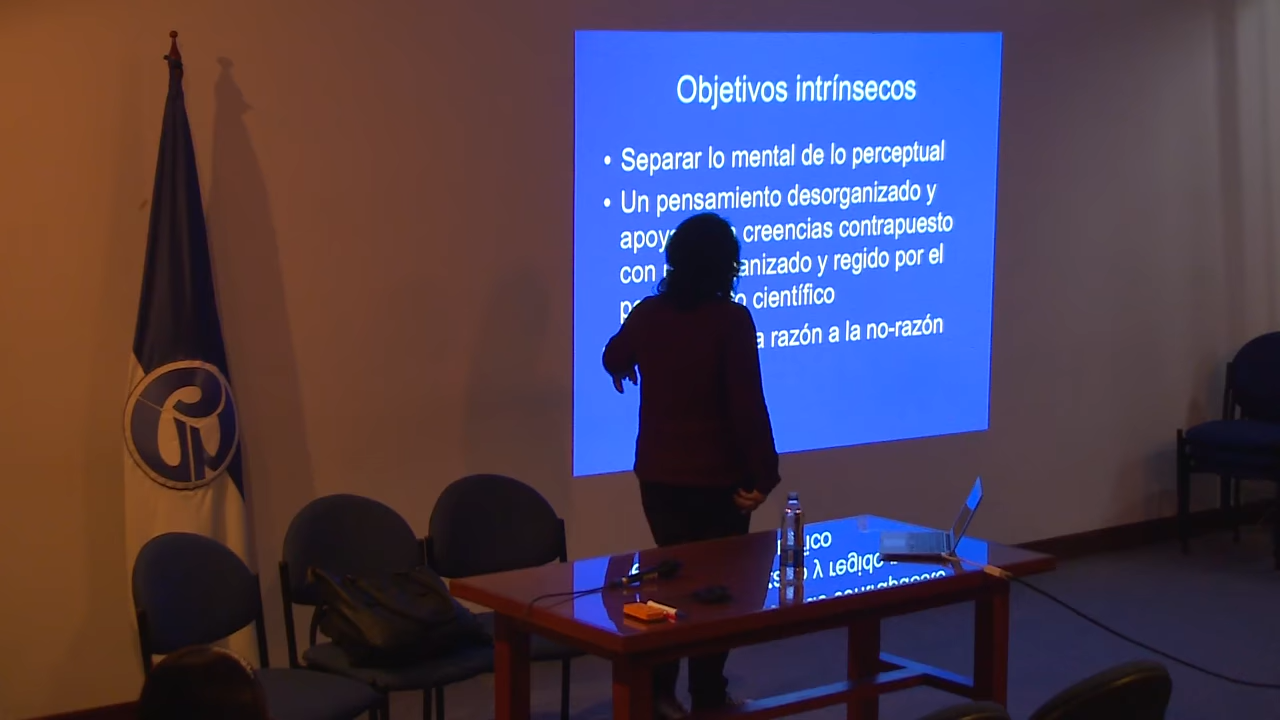 Objetivos intrínsecos
• Separar lo mental de lo perceptual
• Un pensamiento desorganizado y
creencias contrapuesto
con y regido por el
científico
razón a la no-razón